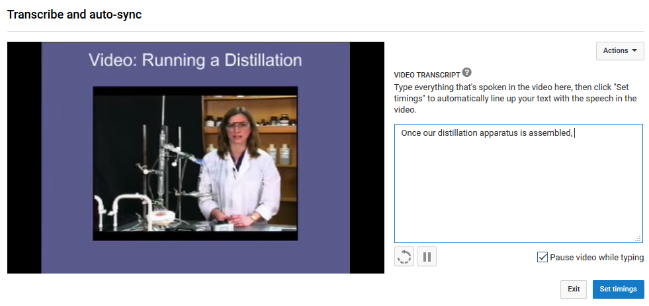 Transcribe and auto-sync
Actions
Video: Running a Distillation
VIDEO TRANSCRIPT ?
Type everything that's spoken in the video here, then click "Set
timings" to automatically line up your text with the speech in the
video.
Once our distillation apparatus is assembled,
Pause video while typing
Exit
Set timings